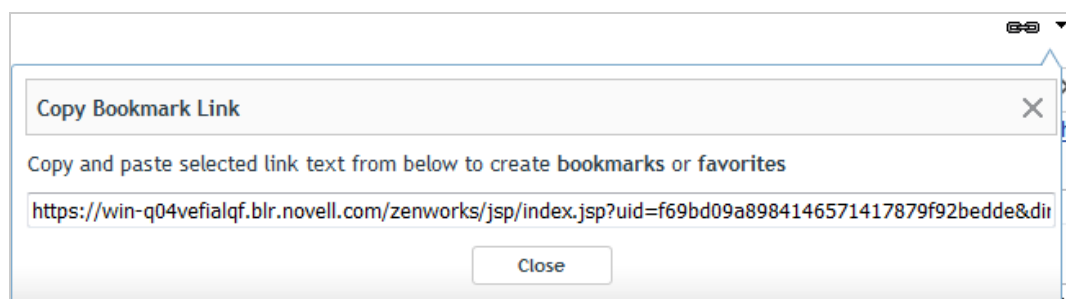 Copy Bookmark Link
Copy and paste selected link text from below to create bookmarks or favorites
https://win-q04vefialqf.blr.novell.com/zenworks/jsp/index.jsp?uid=f69bd09a8984146571417879f92bedde&dir
Close